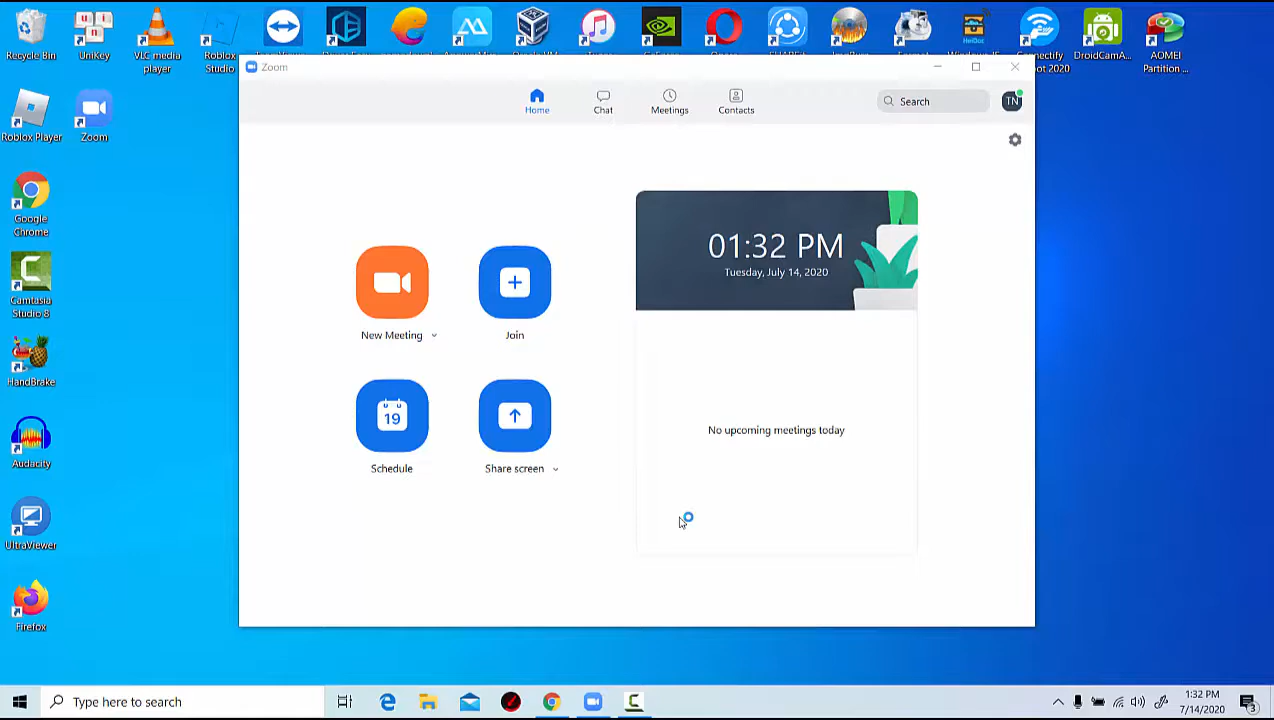 Recycle Bin
UniKey
VLC media
player
Roblox
Studio
SHAREit
Connectify
DroidCamA...
AOMEI
Partition ...
Roblox Player
Zoom
Google
Chrome
Camtasia
Studio 8
HandBrake
Audacity
UltraViewer
Firefox
Zoom
Home
Chat
Meetings
Contacts
Search
TN
New Meeting
Join
19
Schedule
Share screen
01:32 PM
Tuesday, July 14, 2020
No upcoming meetings today
Type here to search
1:32 PM
7/14/2020
3